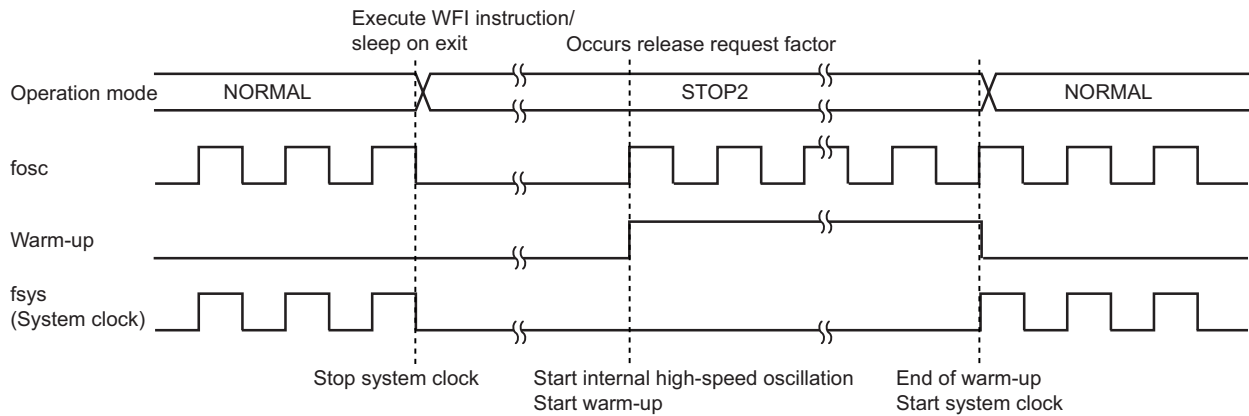 Execute WFI instruction/
sleep on exit
Occurs release request factor
Operation mode
NORMAL
STOP2
NORMAL
fosc
Warm-up
fsys
(System clock)
Stop system clock
Start internal high-speed oscillation
Start warm-up
End of warm-up
Start system clock